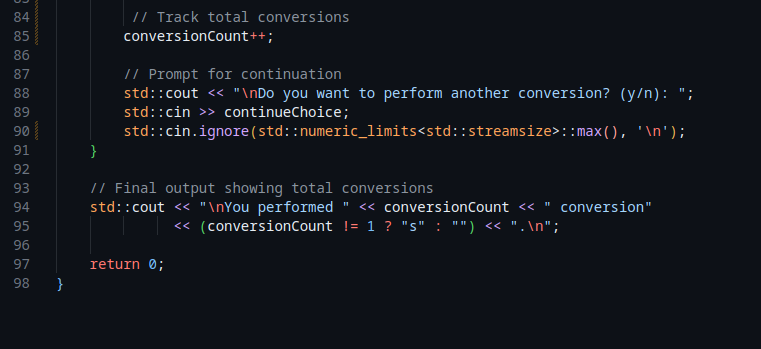 84 // Track total conversions
85 conversionCount++;
86
87 // Prompt for continuation
88 std::cout << "\nDo you want to perform another conversion? (y/n): ";
89 std::cin >> continueChoice;
90 std::cin.ignore(std::numeric_limits<std::streamsize>::max(), '\n');
91 }
92
93 // Final output showing total conversions
94 std::cout << "\nYou performed " << conversionCount << " conversion"
95 << (conversionCount != 1 ? "s" : "") << ".\n";
96
97 return 0;
98 }